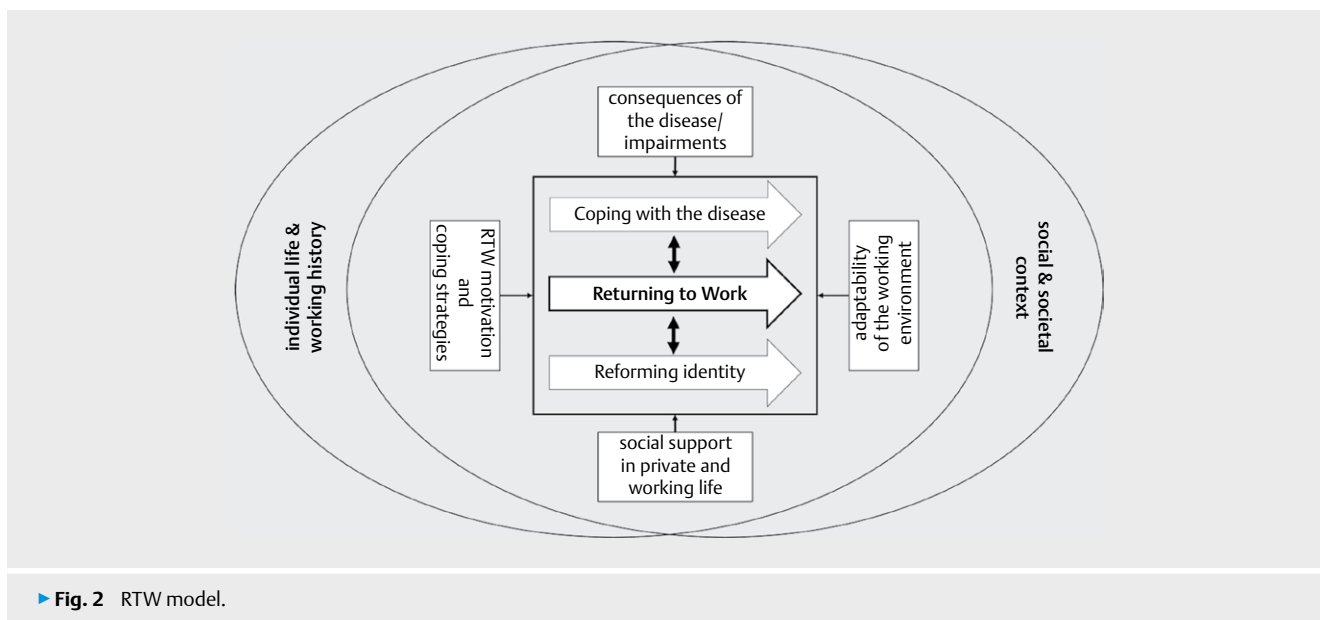 consequences of
the disease/
impairments
individual life &
working history
RTW motivation
and
coping strategies
Coping with the disease
Returning to Work
Reforming identity
adaptability
of the working
environment
social & societal
context
social support
in private and
working life
▶ Fig. 2 RTW model.